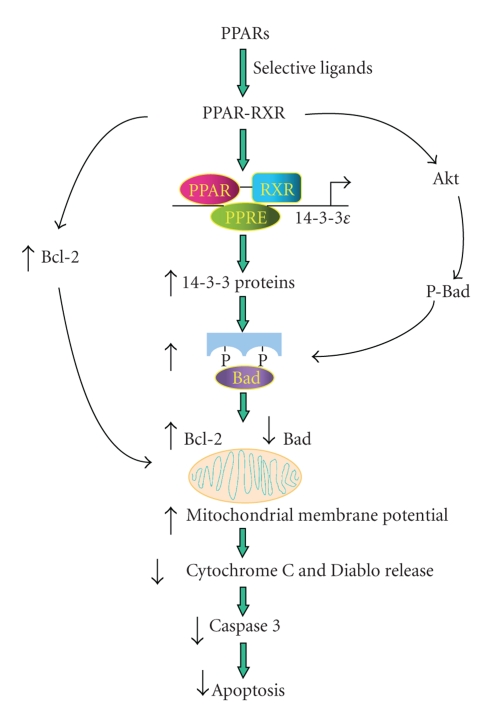 PPARs
Selective ligands
PPAR-RXR
Akt
PPAR
RXR
PPRE
14-3-3ε
↑ Bcl-2
↑ 14-3-3 proteins
P-Bad
↑
P P
Bad
↑ Bcl-2 ↓ Bad
↑ Mitochondrial membrane potential
↓ Cytochrome C and Diablo release
↓ Caspase 3
↓ Apoptosis